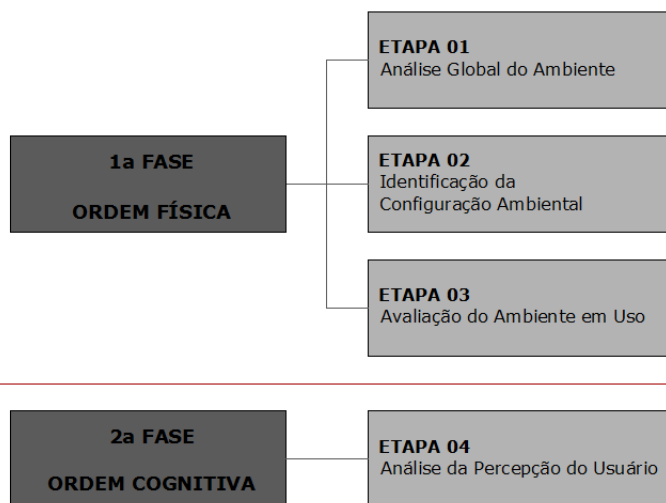 ETAPA 01
Análise Global do Ambiente
1a FASE
ORDEM FÍSICA
ETAPA 02
Identificação da
Configuração Ambiental
ETAPA 03
Avaliação do Ambiente em Uso
2a FASE
ORDEM COGNITIVA
ETAPA 04
Análise da Percepção do Usuário